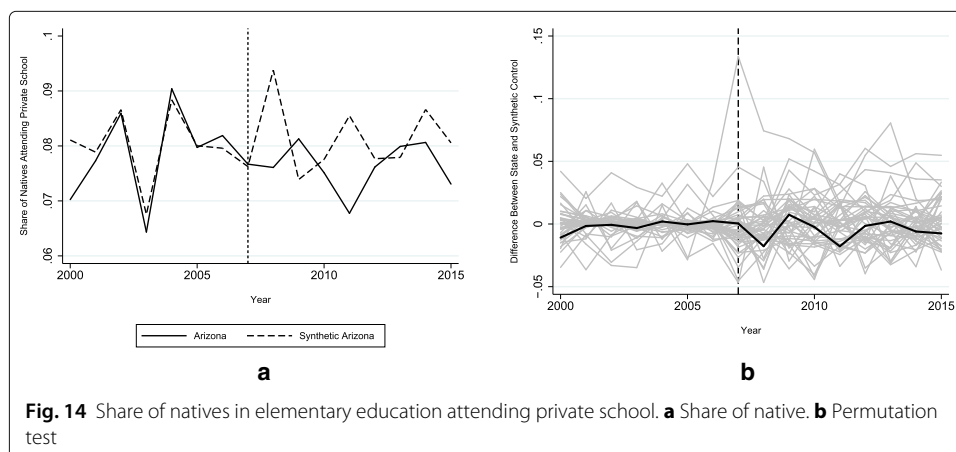 Share of Natives Attending Private School
.1
.09
.08
.07
.06
2000
2005
2010
2015
Year
Arizona
Synthetic Arizona
a
Difference Between State and Synthetic Control
.15
.1
.05
0
-.05
2000
2005
2010
2015
Year
b
Fig. 14 Share of natives in elementary education attending private school. a Share of native. b Permutation
test